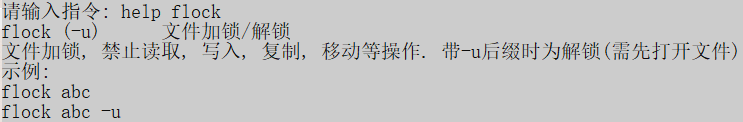 请输入指令: help flock
flock (-u)      文件加锁/解锁
文件加锁, 禁止读取, 写入, 复制, 移动等操作. 带-u后缀时为解锁(需先打开文件)
示例:
flock abc
flock abc -u